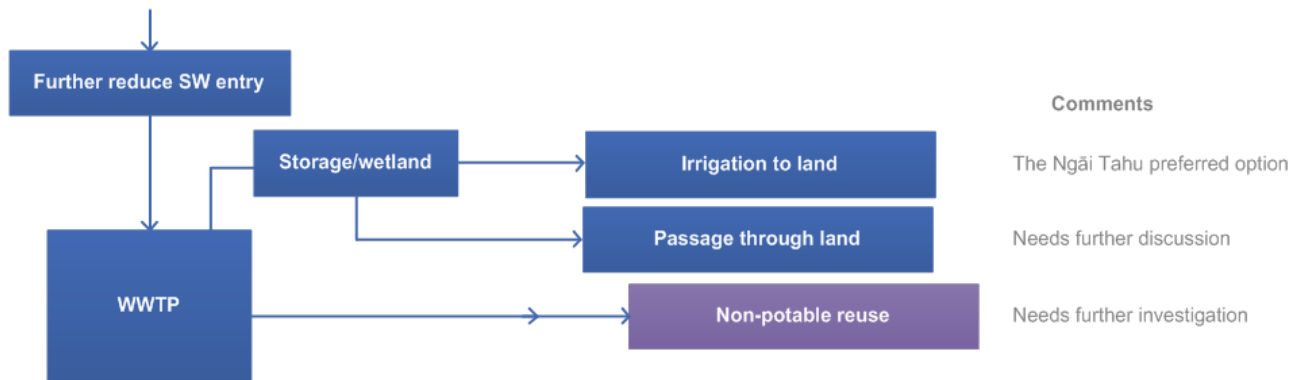 Further reduce SW entry
Comments
Storage/wetland
Irrigation to land
The Ngāi Tahu preferred option
Passage through land
Needs further discussion
WWTP
Non-potable reuse
Needs further investigation